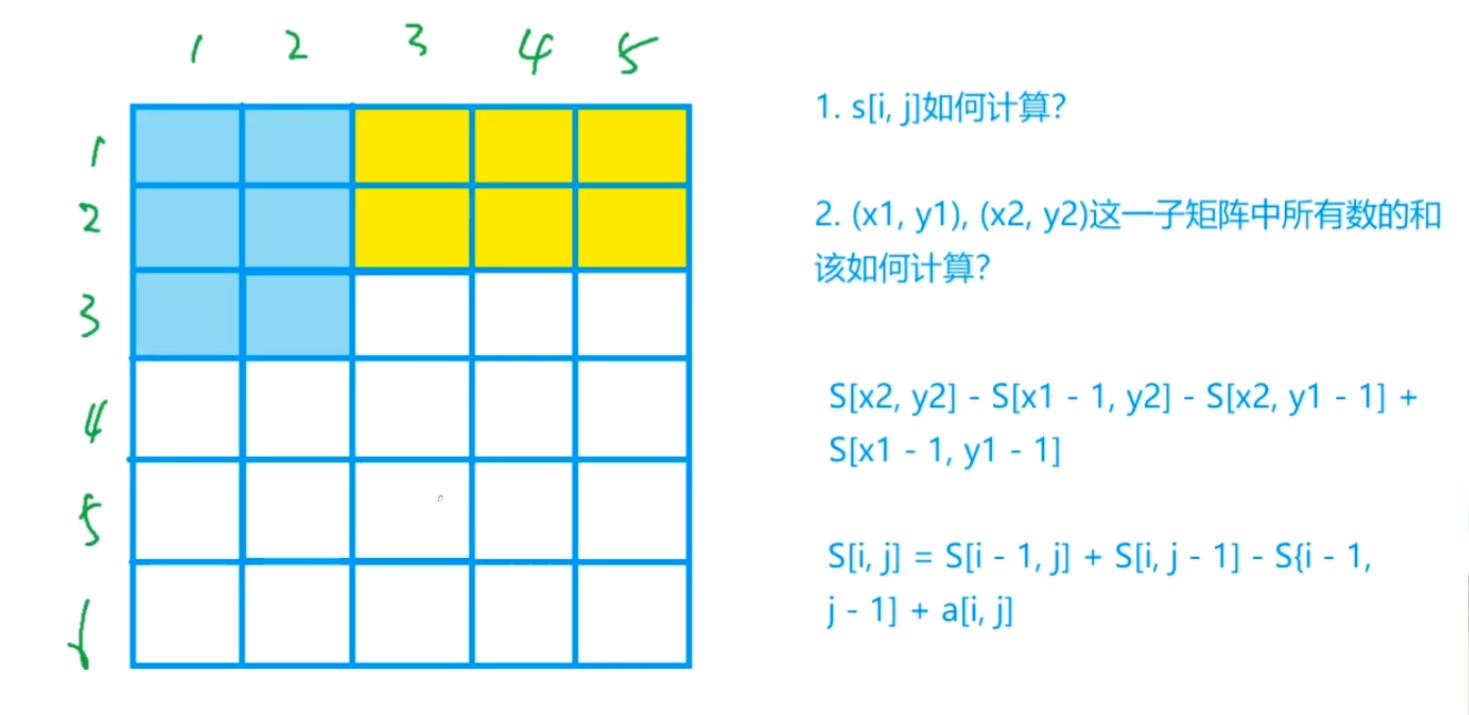 1 2 3 4 5
1
2
3
4
5
6
1. s[i, j]如何计算?
2. (x1, y1), (x2, y2)这一子矩阵中所有数的和
该如何计算?
S[x2, y2] - S[x1 - 1, y2] - S[x2, y1 - 1] +
S[x1 - 1, y1 - 1]
S[i, j] = S[i - 1, j] + S[i, j - 1] - S{i - 1,
j - 1] + a[i, j]